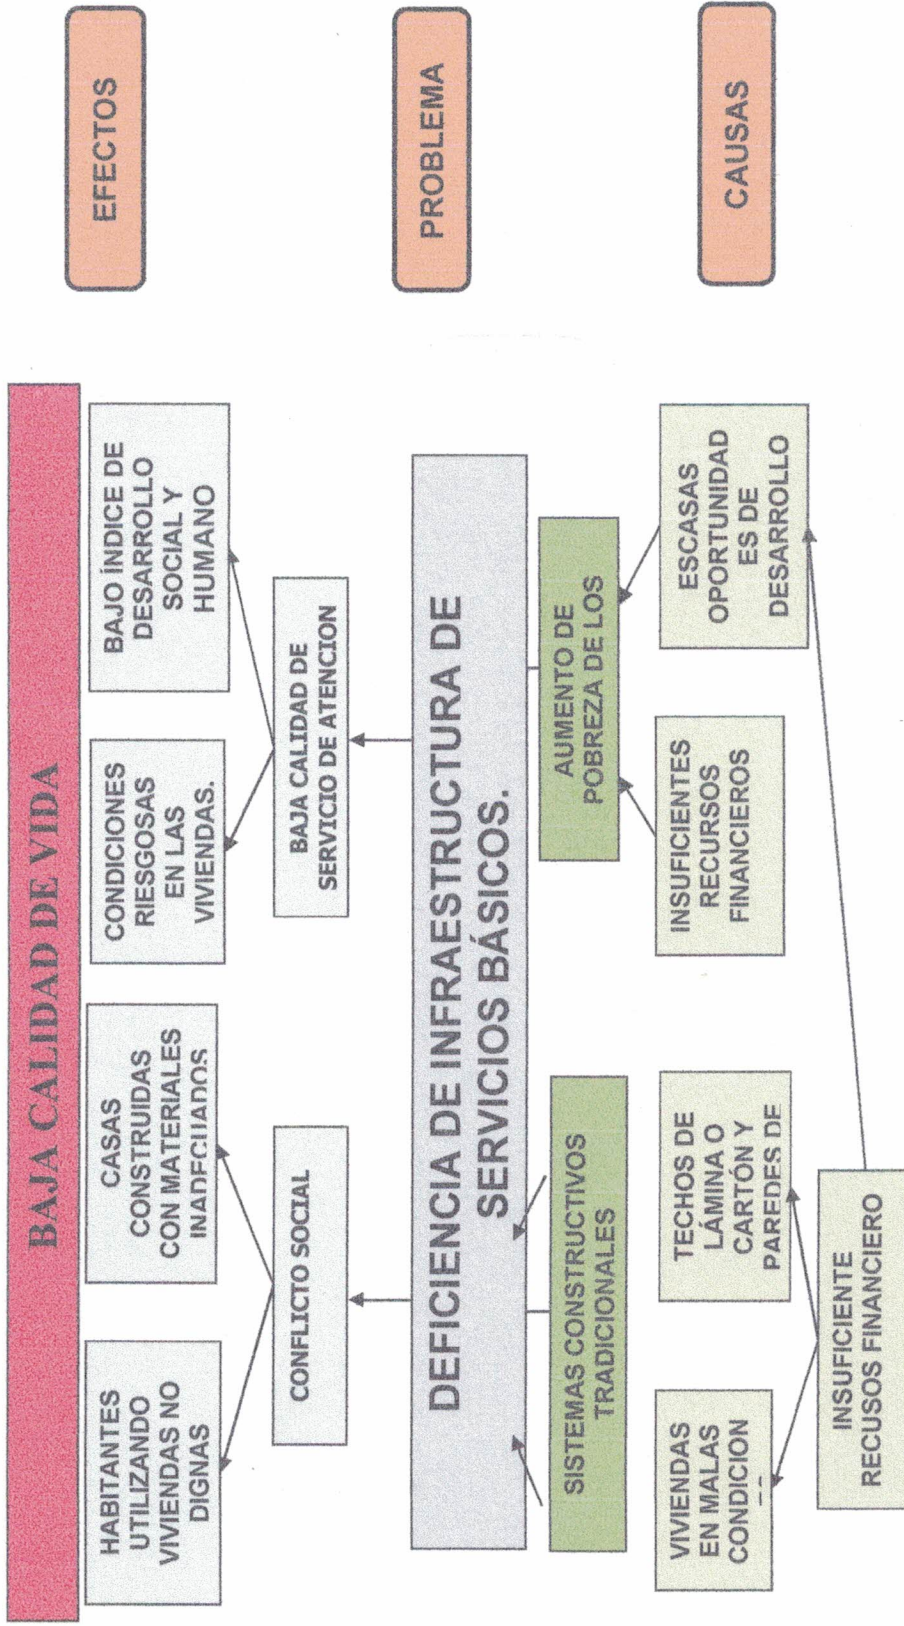 BAJA CALIDAD DE VIDA
EFECTOS
HABITANTES
UTILIZANDO
VIVIENDAS NO
DIGNAS
CASAS
CONSTRUIDAS
CON MATERIALES
INADECUADOS
CONDICIONES
RIESGOSAS
EN LAS
VIVIENDAS.
BAJO ÍNDICE DE
DESARROLLO
SOCIAL Y
HUMANO
CONFLICTO SOCIAL
BAJA CALIDAD DE
SERVICIO DE ATENCION
DEFICIENCIA DE INFRAESTRUCTURA DE
SERVICIOS BÁSICOS.
PROBLEMA
SISTEMAS CONSTRUCTIVOS
TRADICIONALES
AUMENTO DE
POBREZA DE LOS
VIVIENDAS
EN MALAS
CONDICION
TECHOS DE
LÁMINA O
CARTÓN Y
PAREDES DE
INSUFICIENTES
RECURSOS
FINANCIEROS
ESCASAS
OPORTUNIDAD
ES DE
DESARROLLO
CAUSAS
INSUFICIENTE
RECUSOS FINANCIERO